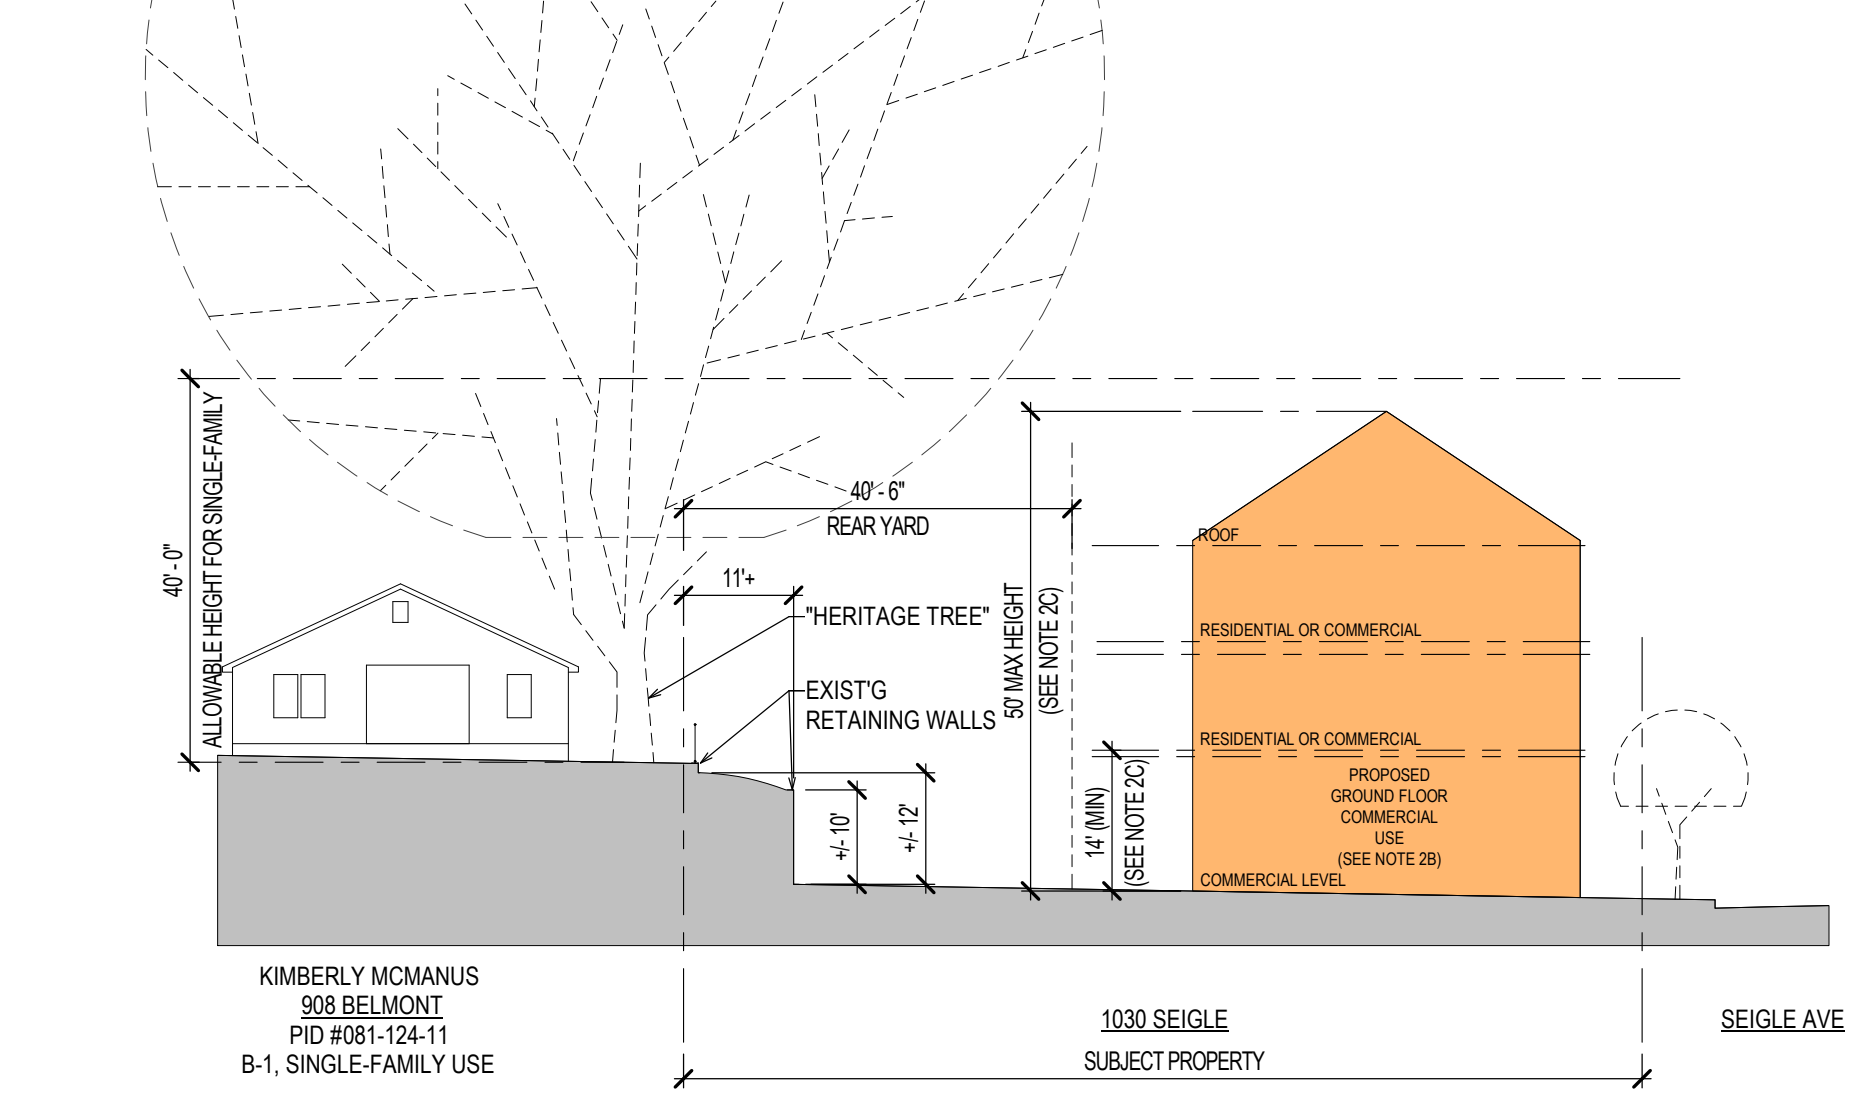 40' - 0"
ALLOWABLE HEIGHT FOR SINGLE-FAMILY
40' - 6"
REAR YARD
11'+
"HERITAGE TREE"
EXIST'G
RETAINING WALLS
+/- 10'
+/- 12'
50' MAX HEIGHT
(SEE NOTE 2C)
14' (MIN)
(SEE NOTE 2C)
ROOF
RESIDENTIAL OR COMMERCIAL
RESIDENTIAL OR COMMERCIAL
PROPOSED
GROUND FLOOR
COMMERCIAL
USE
(SEE NOTE 2B)
COMMERCIAL LEVEL
KIMBERLY MCMANUS
908 BELMONT
PID #081-124-11
B-1, SINGLE-FAMILY USE
1030 SEIGLE
SUBJECT PROPERTY
SEIGLE AVE